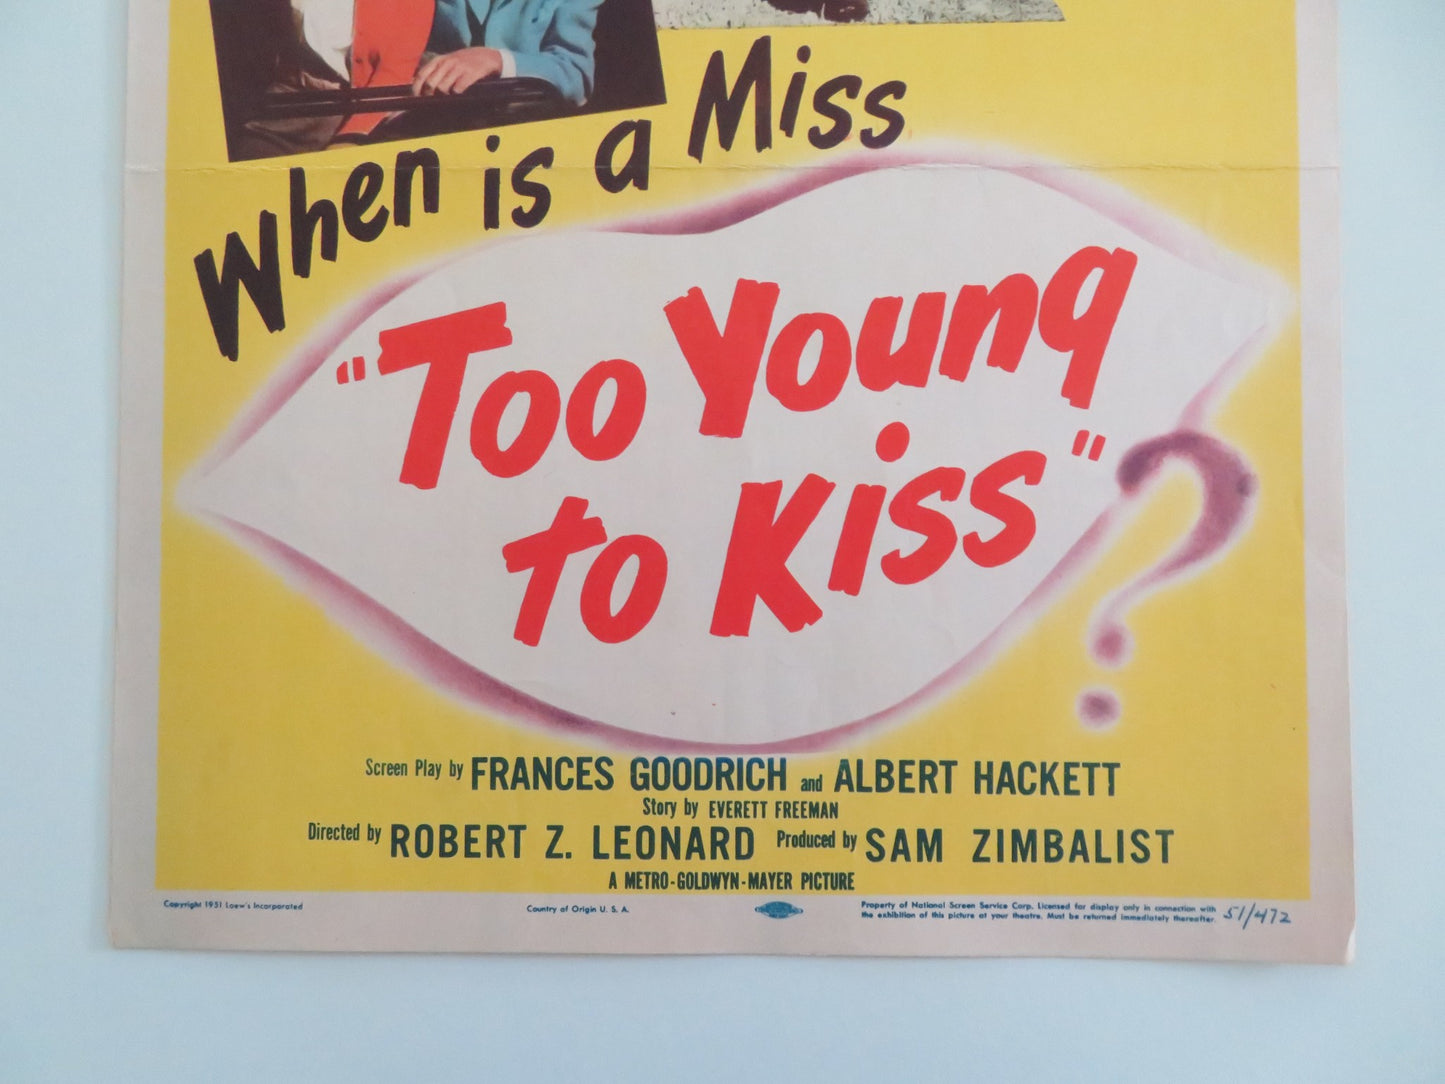 When is a Miss
"Too Young
to Kiss"?
Screen Play by FRANCES GOODRICH and ALBERT HACKETT
Story by EVERETT FREEMAN
Directed by ROBERT Z. LEONARD Produced by SAM ZIMBALIST
A METRO-GOLDWYN-MAYER PICTURE
Copyright 1951 Loew's Incorporated
Country of Origin U. S. A.
Property of National Screen Service Corp. Licensed for display only in connection with
the exhibition of this picture at your theatre. Must be returned immediately thereafter.
51/472